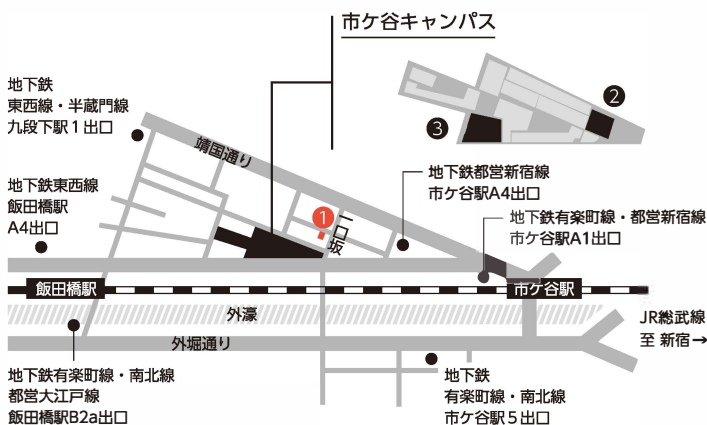 市ケ谷キャンパス
地下鉄
東西線・半蔵門線
九段下駅1出口
2
3
靖国通り
地下鉄都営新宿線
市ケ谷駅A4出口
地下鉄東西線
飯田橋駅
A4出口
1
一口坂
地下鉄有楽町線・都営新宿線
市ケ谷駅A1出口
飯田橋駅
市ケ谷駅
外濠
JR総武線
至 新宿→
外堀通り
地下鉄有楽町線・南北線
都営大江戸線
飯田橋駅B2a出口
地下鉄
有楽町線・南北線
市ケ谷駅5出口